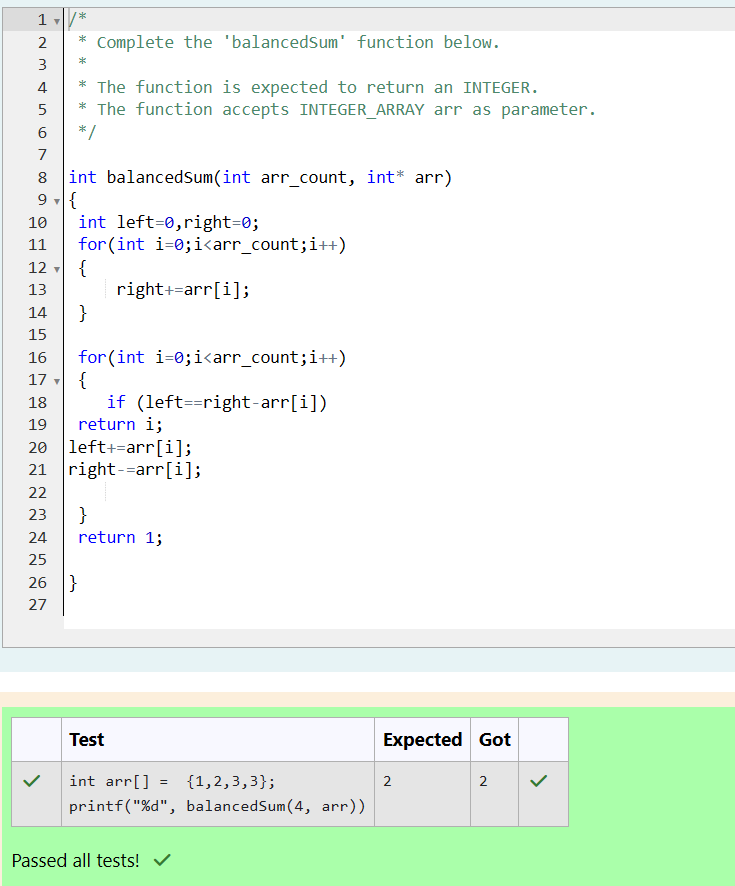 1 /*
2  * Complete the 'balancedSum' function below.
3  *
4  * The function is expected to return an INTEGER.
5  * The function accepts INTEGER_ARRAY arr as parameter.
6  */
7
8 int balancedSum(int arr_count, int* arr)
9 {
10  int left=0,right=0;
11  for(int i=0;i<arr_count;i++)
12  {
13      right+=arr[i];
14  }
15
16  for(int i=0;i<arr_count;i++)
17  {
18     if (left==right-arr[i])
19  return i;
20 left+=arr[i];
21 right-=arr[i];
22
23  }
24  return 1;
25
26 }
27
Test Expected Got
int arr[] =  {1,2,3,3}; 2 2
printf("%d", balancedSum(4, arr))
Passed all tests!